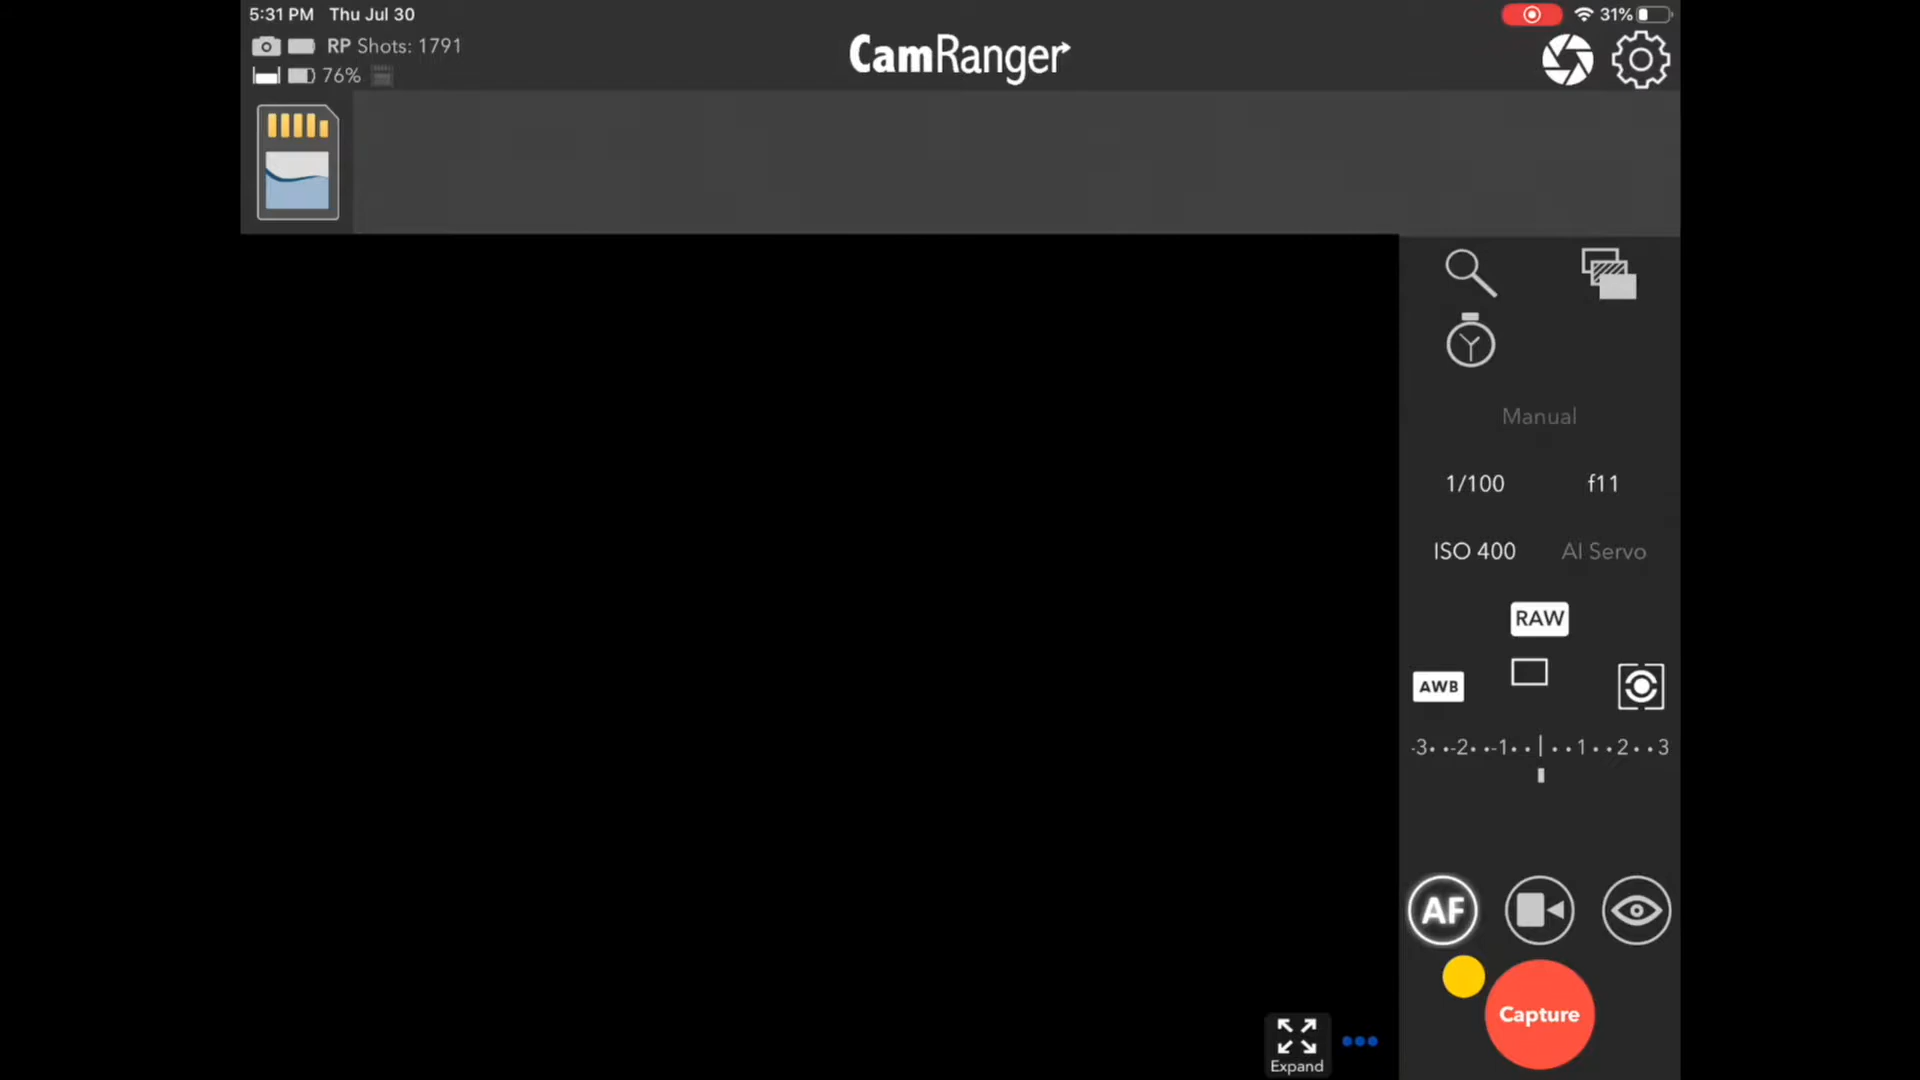 5:31 PM Thu Jul 30
31%
RP Shots: 1791
76%
CamRanger
Manual
1/100 f11
ISO 400 AI Servo
RAW
AWB
-3••-2••-1••|••1••2••3
AF
Capture
Expand